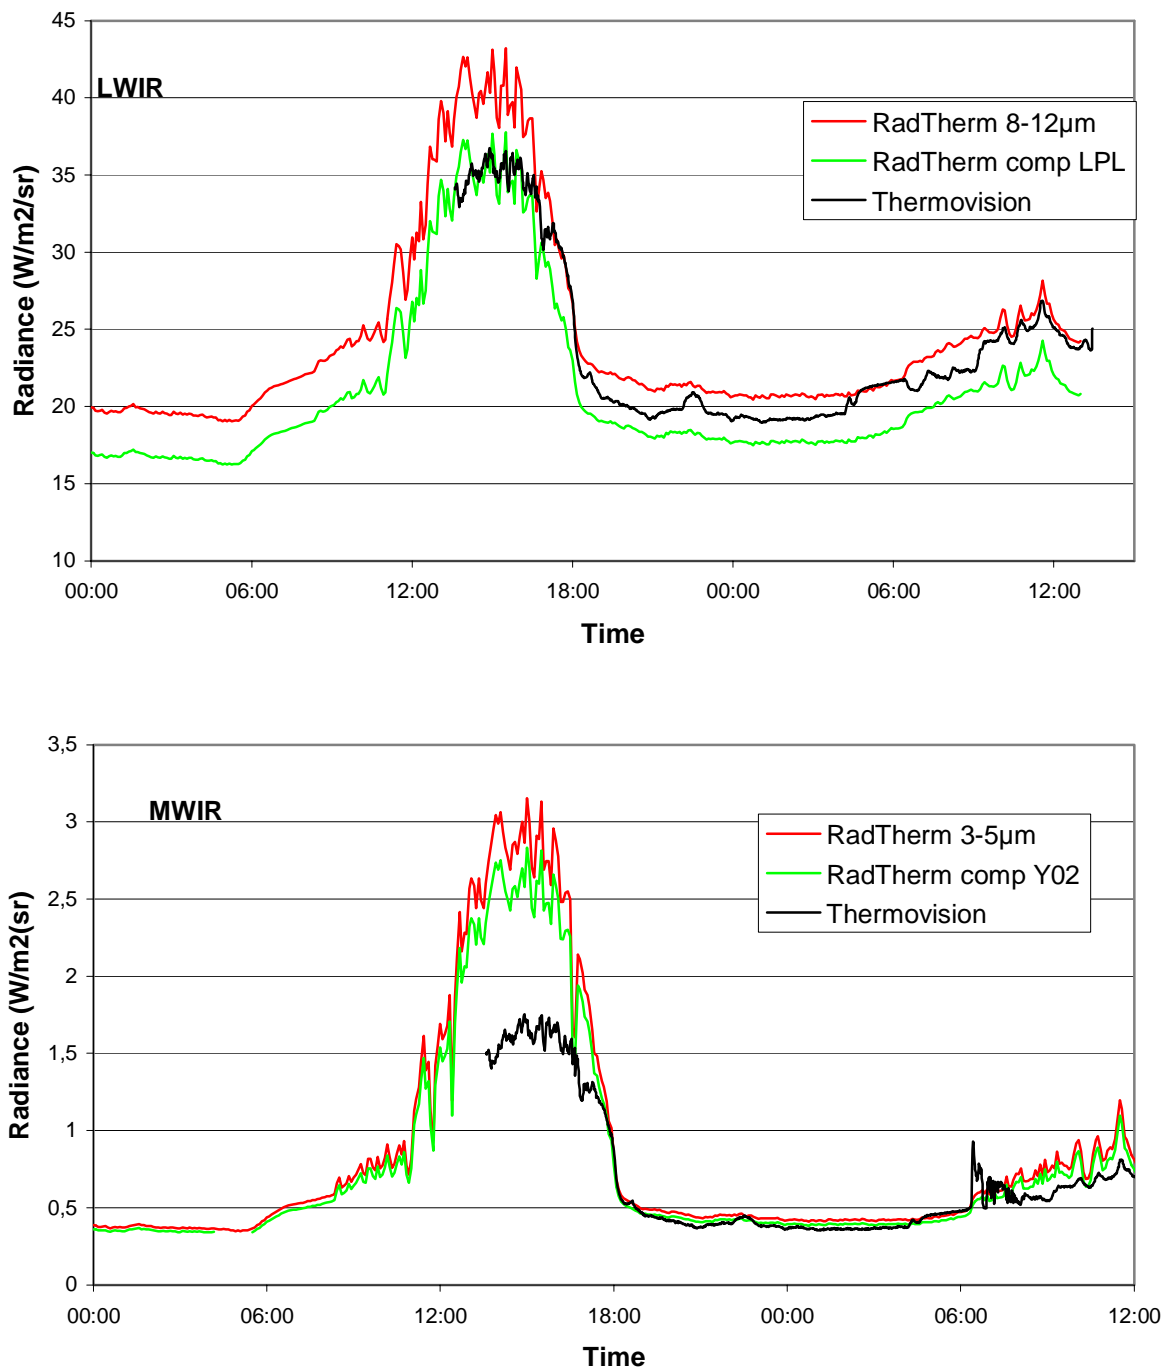 45
40
35
30
25
20
15
10
LWIR
Radiance (W/m2/sr)
RadTherm 8-12µm
RadTherm comp LPL
Thermovision
00:00 06:00 12:00 18:00 00:00 06:00 12:00
Time
3,5
3
2,5
2
1,5
1
0,5
0
MWIR
Radiance (W/m2(sr)
RadTherm 3-5µm
RadTherm comp Y02
Thermovision
00:00 06:00 12:00 18:00 00:00 06:00 12:00
Time